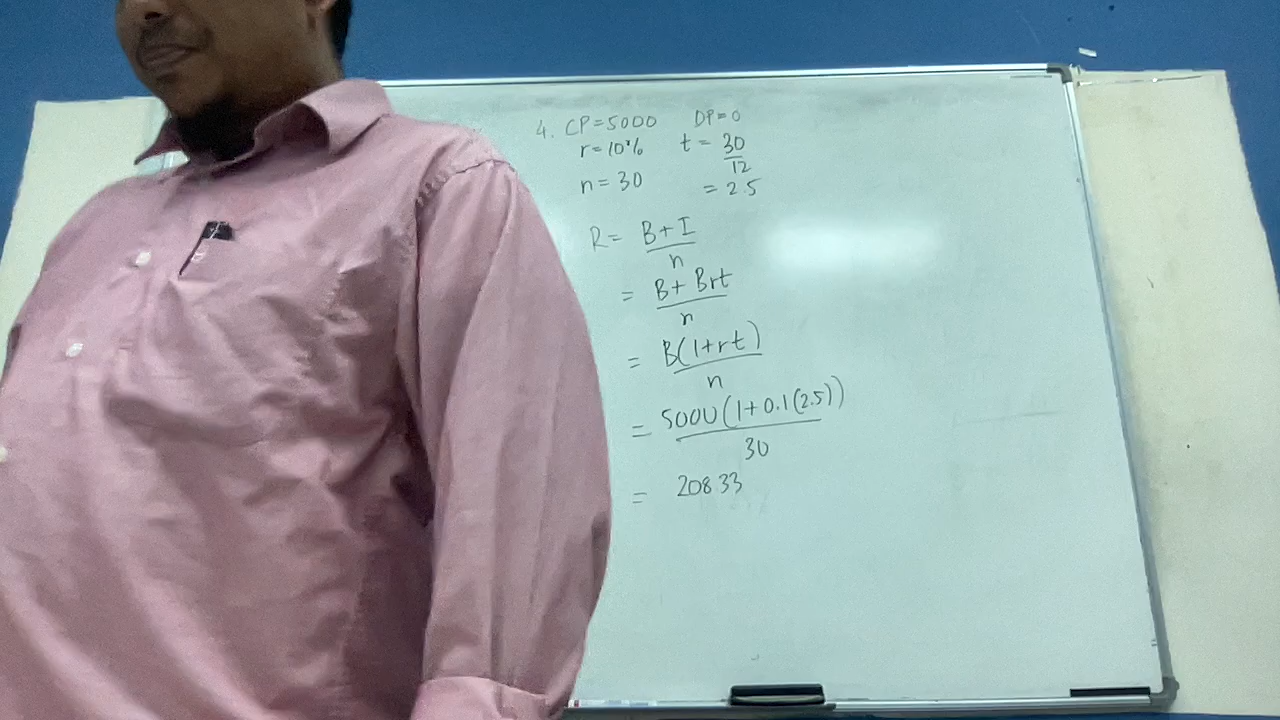 4. CP=5000 DP=0
r=10% t = 30/12
n = 30 = 2.5
R = B+I/n
= B+Brt/n
= B(1+rt)/n
= 5000(1+0.1(2.5))/30
= 208.33